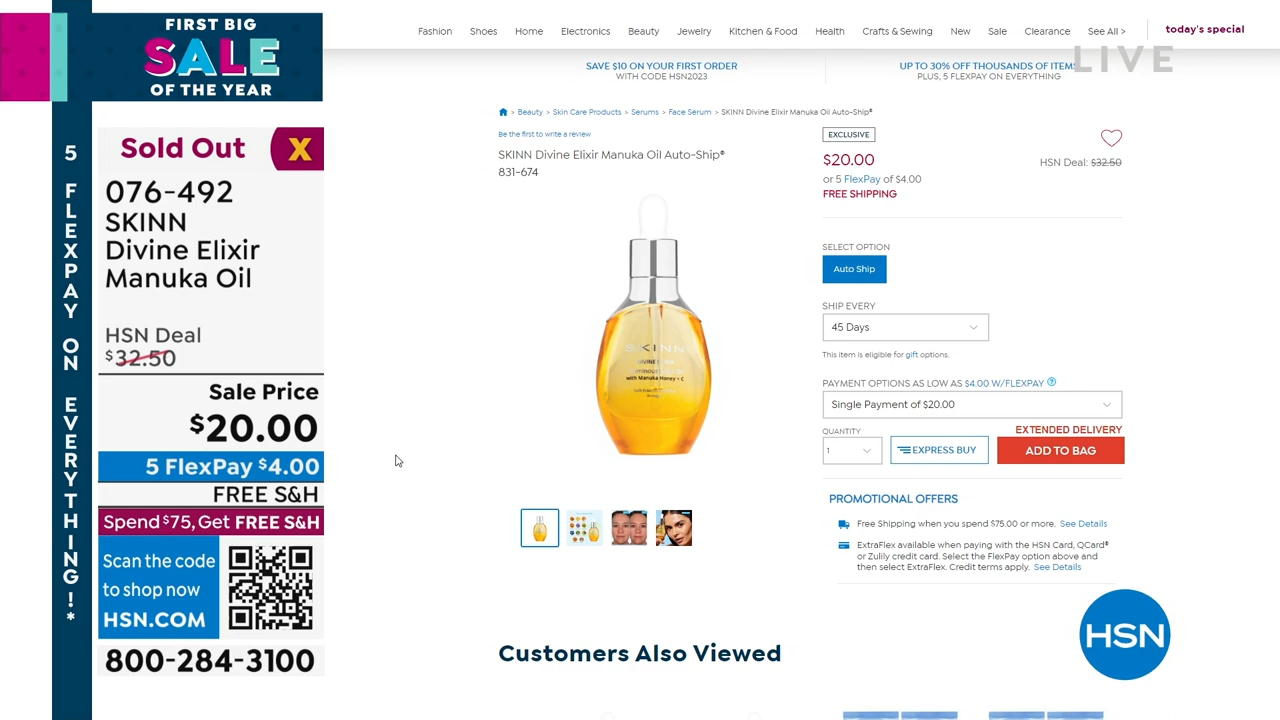 FIRST BIG
SALE
OF THE YEAR
5 FLEXPAY ON EVERYTHING!*
Sold Out X
076-492
SKINN
Divine Elixir
Manuka Oil
HSN Deal
$32.50
Sale Price
$20.00
5 FlexPay $4.00
FREE S&H
Spend $75, Get FREE S&H
Scan the code
to shop now
HSN.COM
800-284-3100
Fashion Shoes Home Electronics Beauty Jewelry Kitchen & Food Health Crafts & Sewing New Sale Clearance See All > today's special
LIVE
SAVE $10 ON YOUR FIRST ORDER
WITH CODE HSN2023
UP TO 30% OFF THOUSANDS OF ITEMS
PLUS, 5 FLEXPAY ON EVERYTHING
> Beauty > Skin Care Products > Serums > Face Serum > SKINN Divine Elixir Manuka Oil Auto-Ship®
Be the first to write a review
SKINN Divine Elixir Manuka Oil Auto-Ship®
831-674
SKINN
with Manuka Honey + C
EXCLUSIVE
$20.00
HSN Deal: $32.50
or 5 FlexPay of $4.00
FREE SHIPPING
SELECT OPTION
Auto Ship
SHIP EVERY
45 Days
This item is eligible for gift options.
PAYMENT OPTIONS AS LOW AS $4.00 W/FLEXPAY ?
Single Payment of $20.00
QUANTITY
EXTENDED DELIVERY
1
EXPRESS BUY
ADD TO BAG
PROMOTIONAL OFFERS
Free Shipping when you spend $75.00 or more. See Details
ExtraFlex available when paying with the HSN Card, QCard®
or Zulily credit card. Select the FlexPay option above and
then select ExtraFlex. Credit terms apply. See Details
HSN
Customers Also Viewed